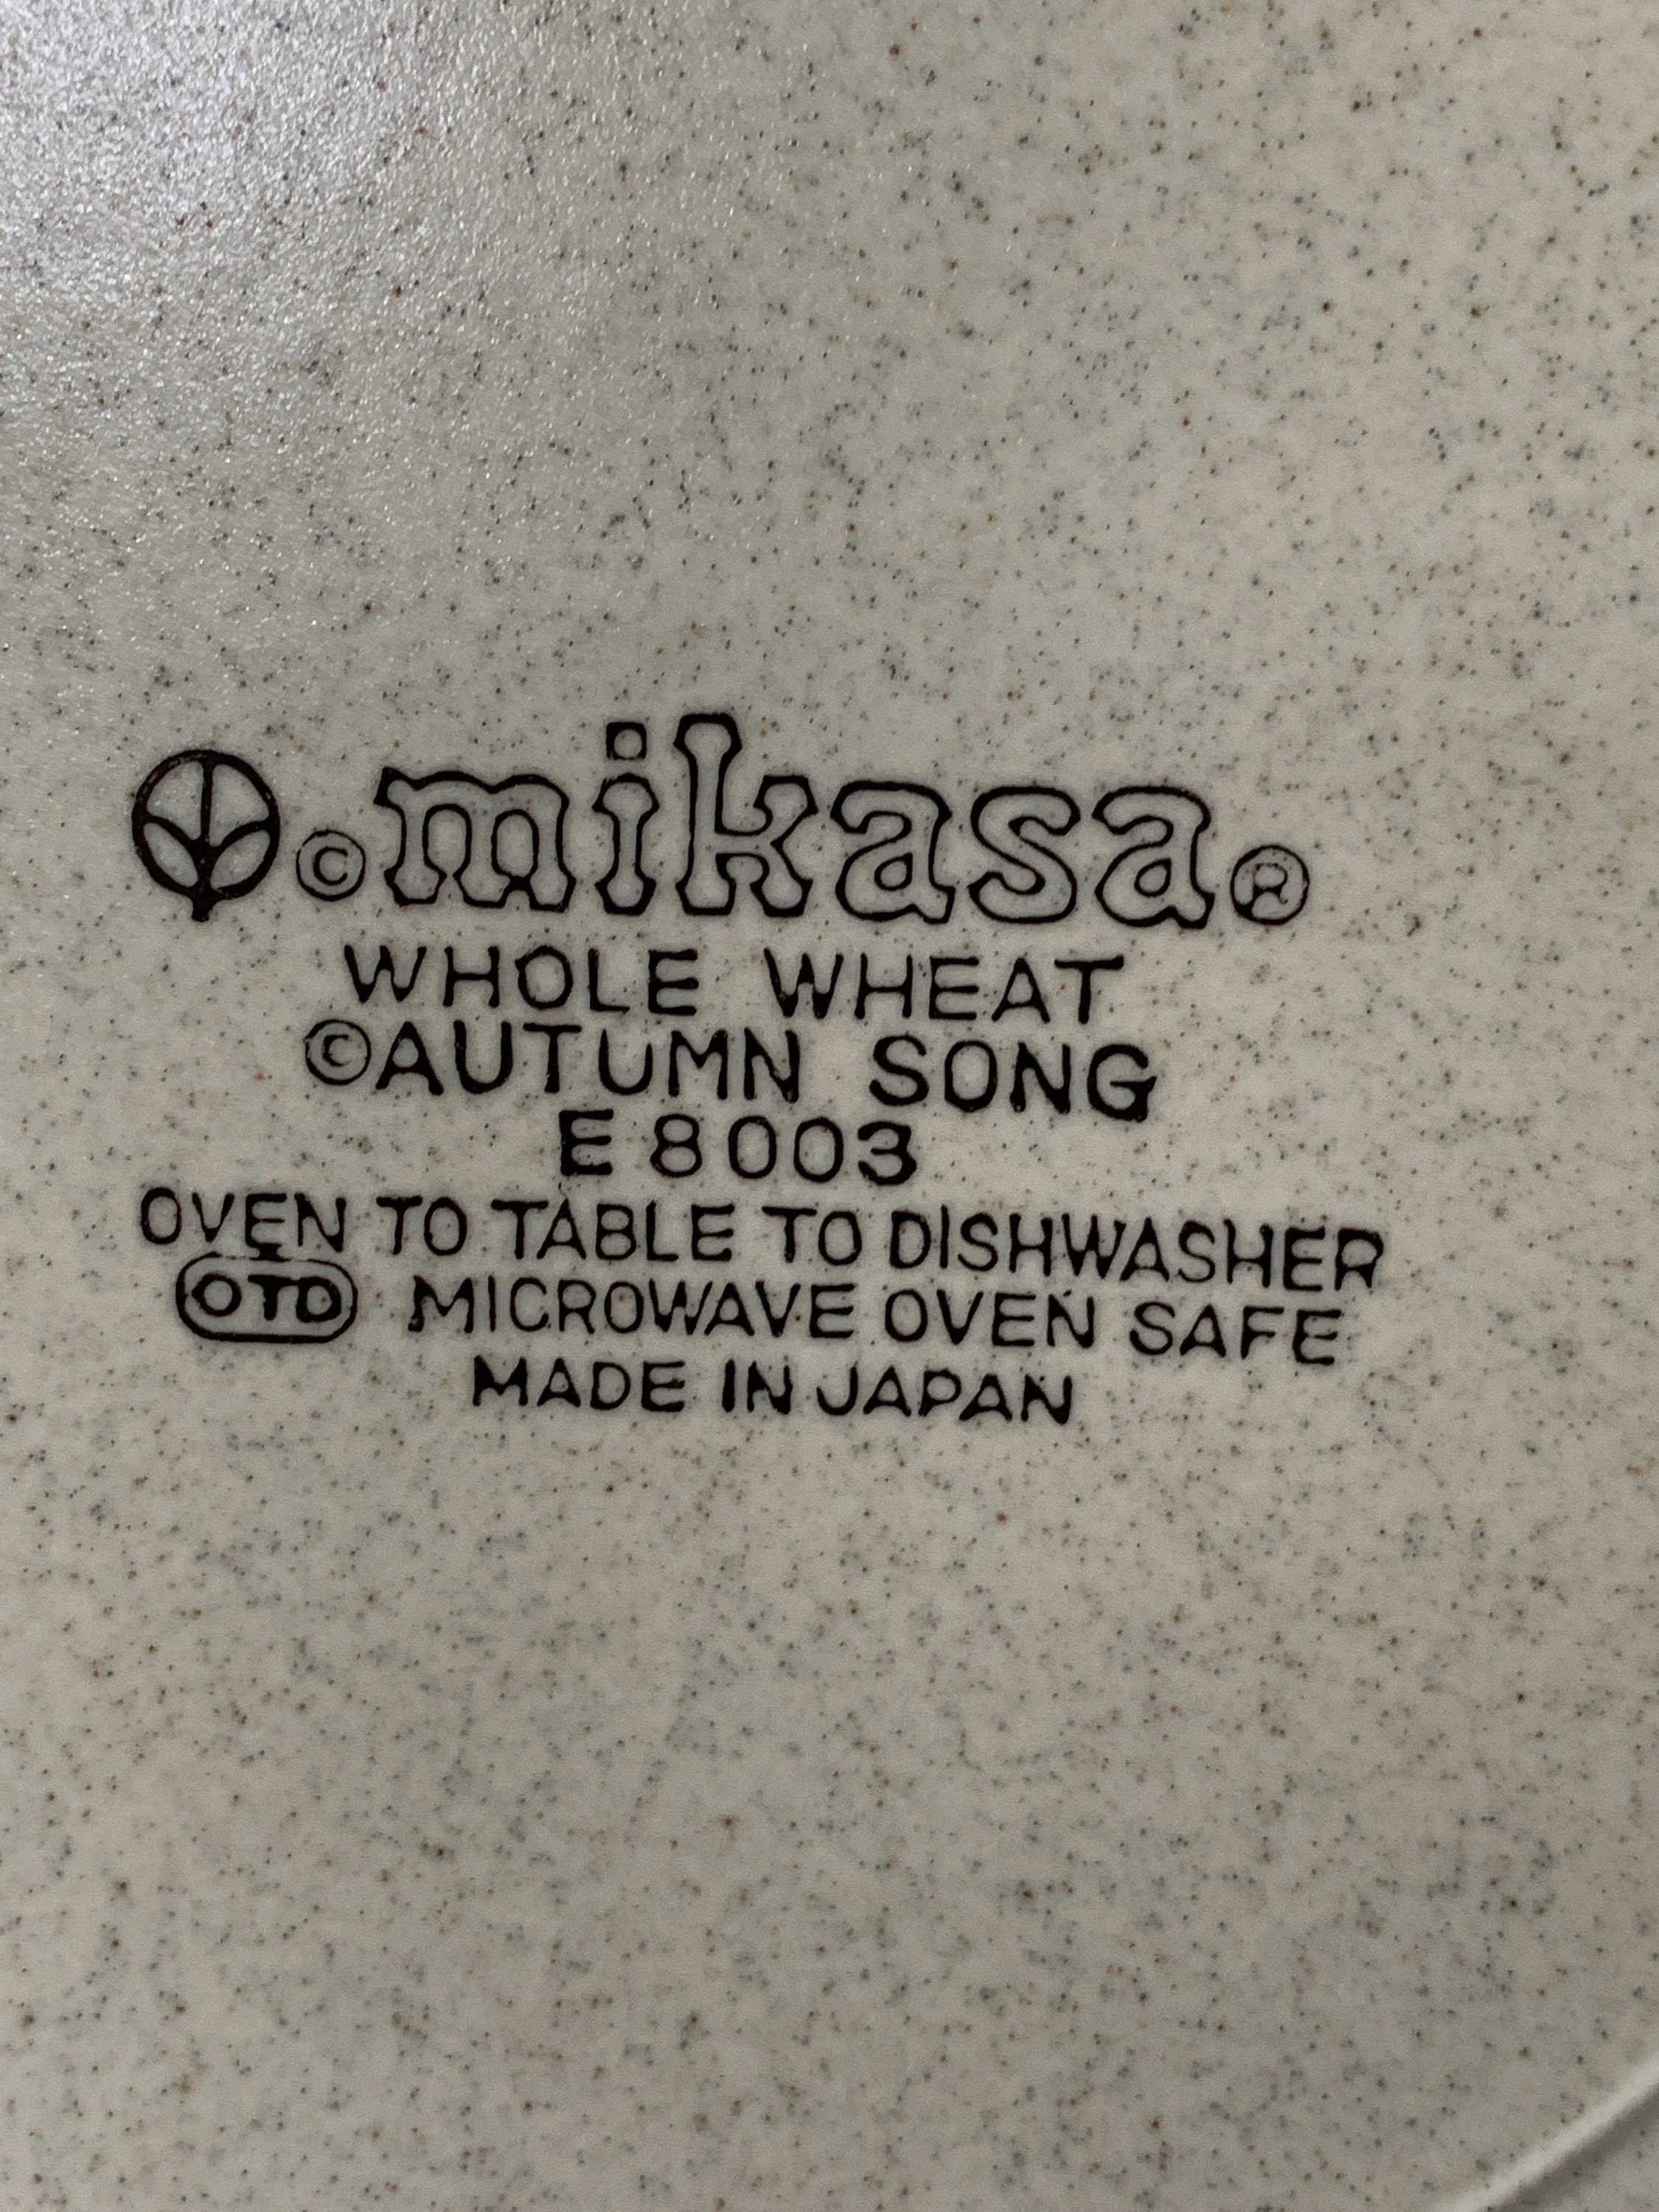 © mikasa ®
WHOLE WHEAT
©AUTUMN SONG
E 8003
OVEN TO TABLE TO DISHWASHER
OTD MICROWAVE OVEN SAFE
MADE IN JAPAN